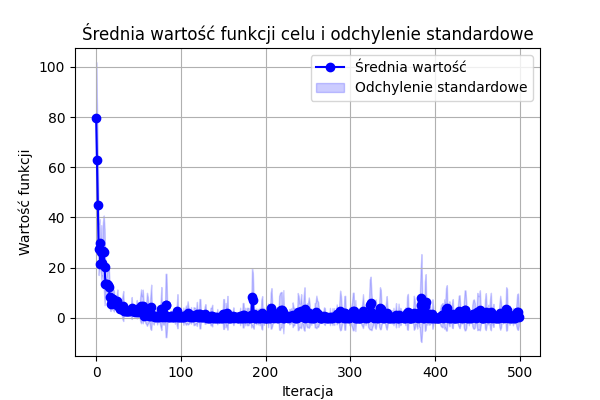 Średnia wartość funkcji celu i odchylenie standardowe
Średnia wartość
Odchylenie standardowe
Wartość funkcji
100
80
60
40
20
0
0 100 200 300 400 500
Iteracja